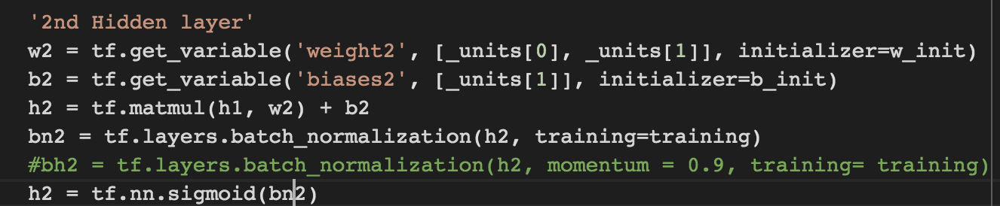 '2nd Hidden layer'
w2 = tf.get_variable('weight2', [_units[0], _units[1]], initializer=w_init)
b2 = tf.get_variable('biases2', [_units[1]], initializer=b_init)
h2 = tf.matmul(h1, w2) + b2
bn2 = tf.layers.batch_normalization(h2, training=training)
#bh2 = tf.layers.batch_normalization(h2, momentum = 0.9, training= training)
h2 = tf.nn.sigmoid(bn2)